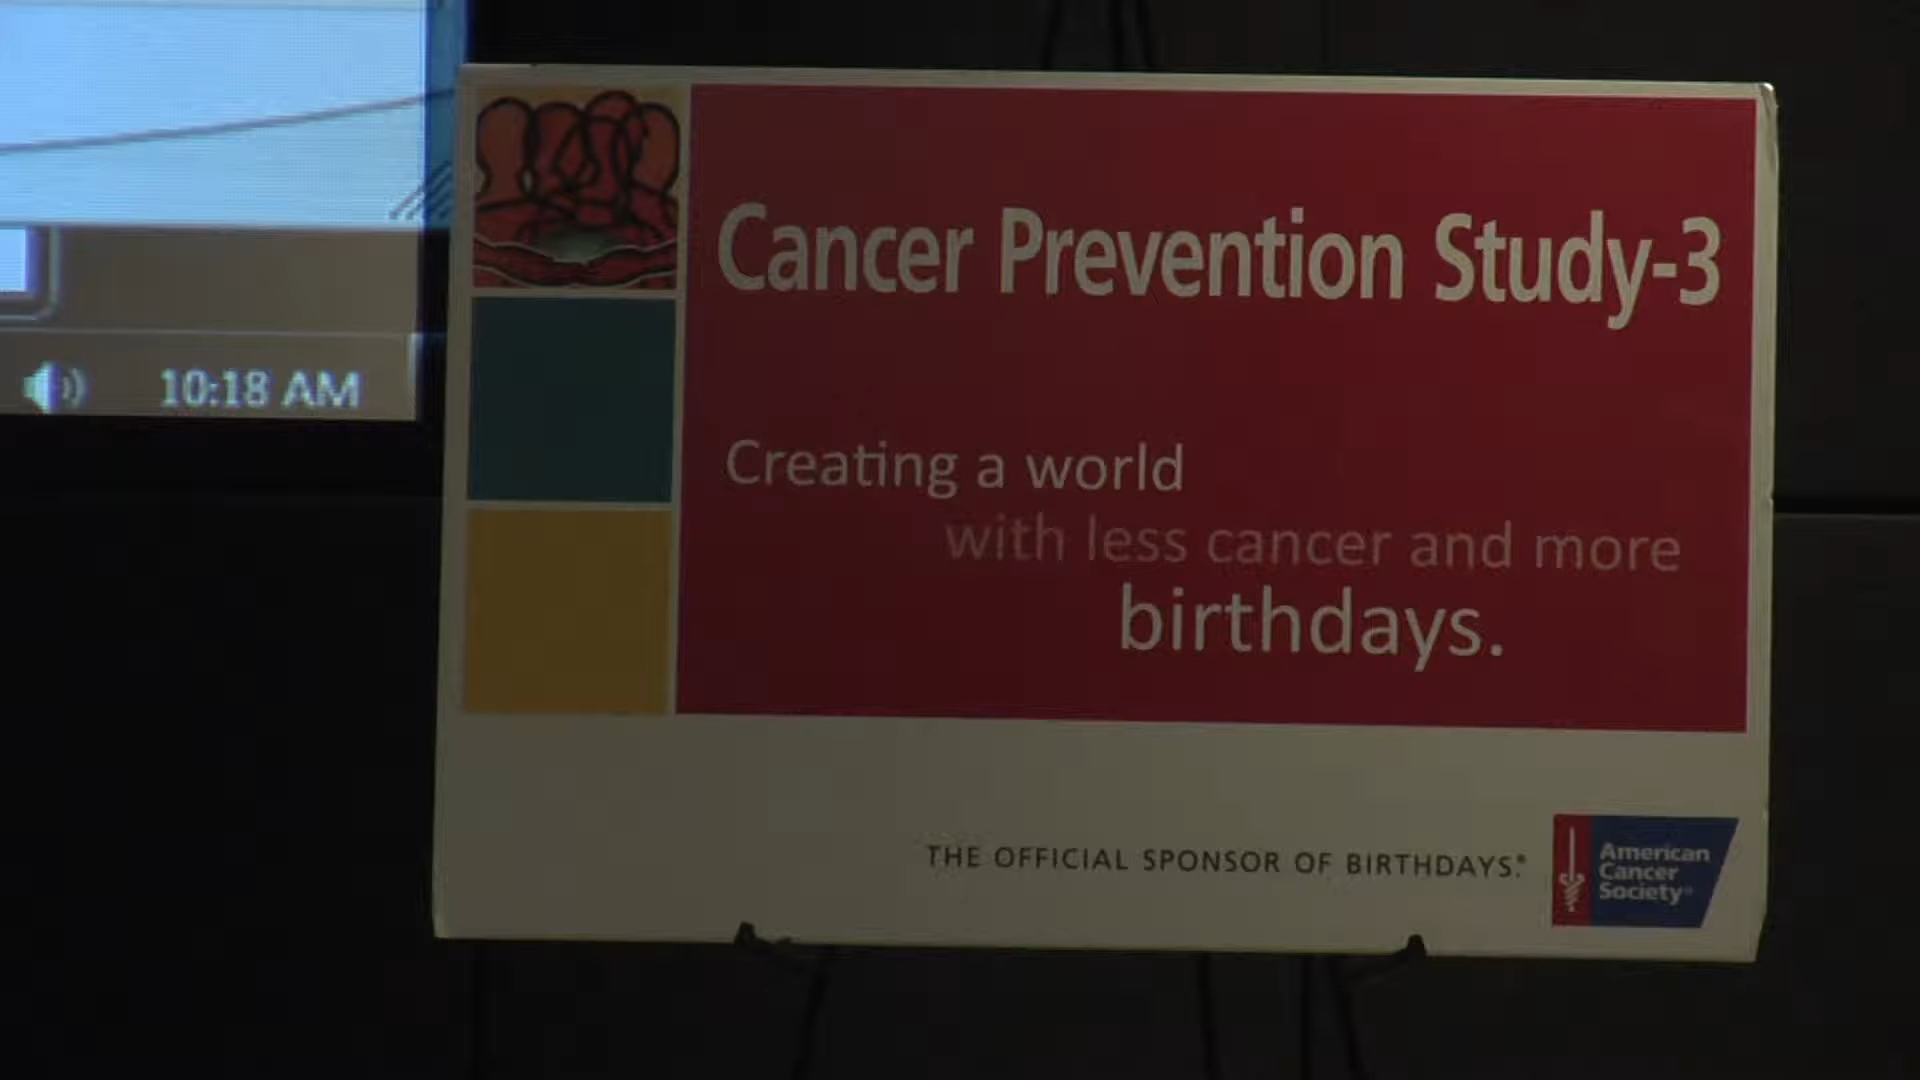 10:18 AM
Cancer Prevention Study-3
Creating a world
with less cancer and more
birthdays.
THE OFFICIAL SPONSOR OF BIRTHDAYS.®
American
Cancer
Society®